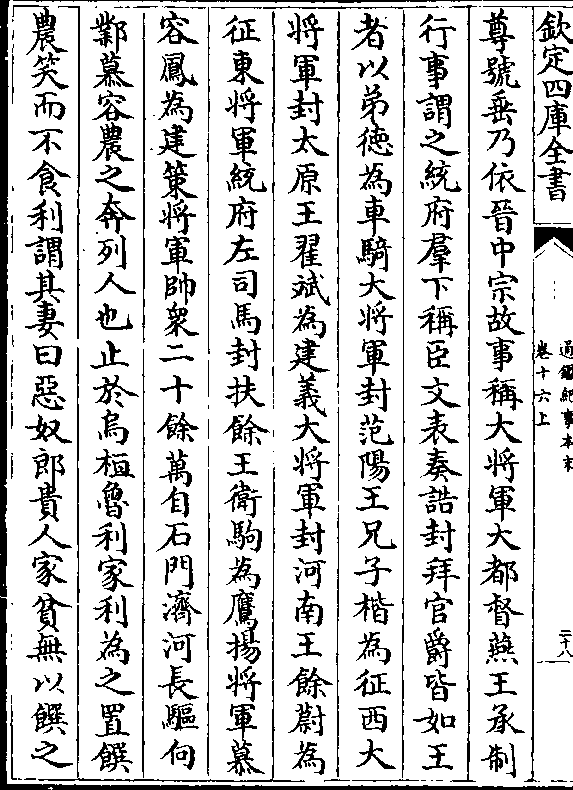 欽定四庫全書
通鑑紀事本末
卷十六上
二十八
尊號垂乃依晉中宗故事稱大將軍大都督燕王承制
行事謂之統府羣下稱臣文表奏誥封拜官爵皆如王
者以弟德為車騎大將軍封范陽王兄子楷為征西大
將軍封太原王翟斌為建義大將軍封河南王餘蔚為
征東將軍統府左司馬封扶餘王衛駒為鷹揚將軍慕
容鳳為建策將軍帥衆二十餘萬自石門濟河長驅向
鄴慕容農之奔列人也止於烏桓魯利家利為之置饌
農笑而不食利謂其妻曰惡奴郎貴人家貧無以饌之